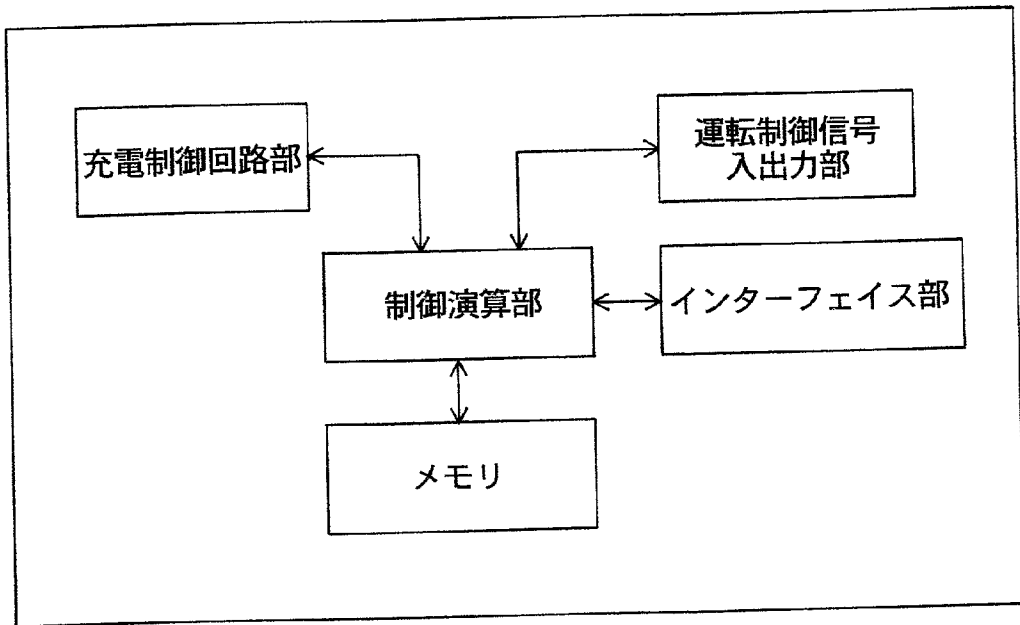 充電制御回路部
運転制御信号
入出力部
制御演算部
インターフェイス部
メモリ